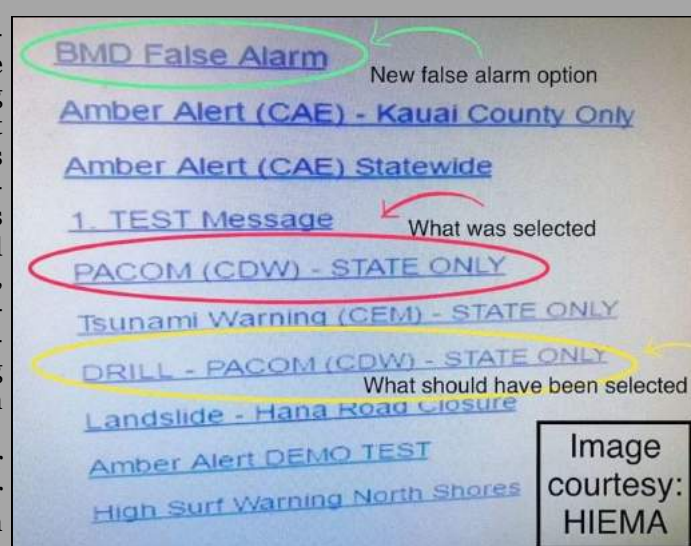 BMD False Alarm
New false alarm option
Amber Alert (CAE) - Kauai County Only
Amber Alert (CAE) Statewide
1. TEST Message
What was selected
PACOM (CDW) - STATE ONLY
Tsunami Warning (CEM) - STATE ONLY
DRILL - PACOM (CDW) - STATE ONLY
What should have been selected
Landslide - Hana Road Closure
Amber Alert DEMO TEST
High Surf Warning North Shores
Image
courtesy:
HIEMA